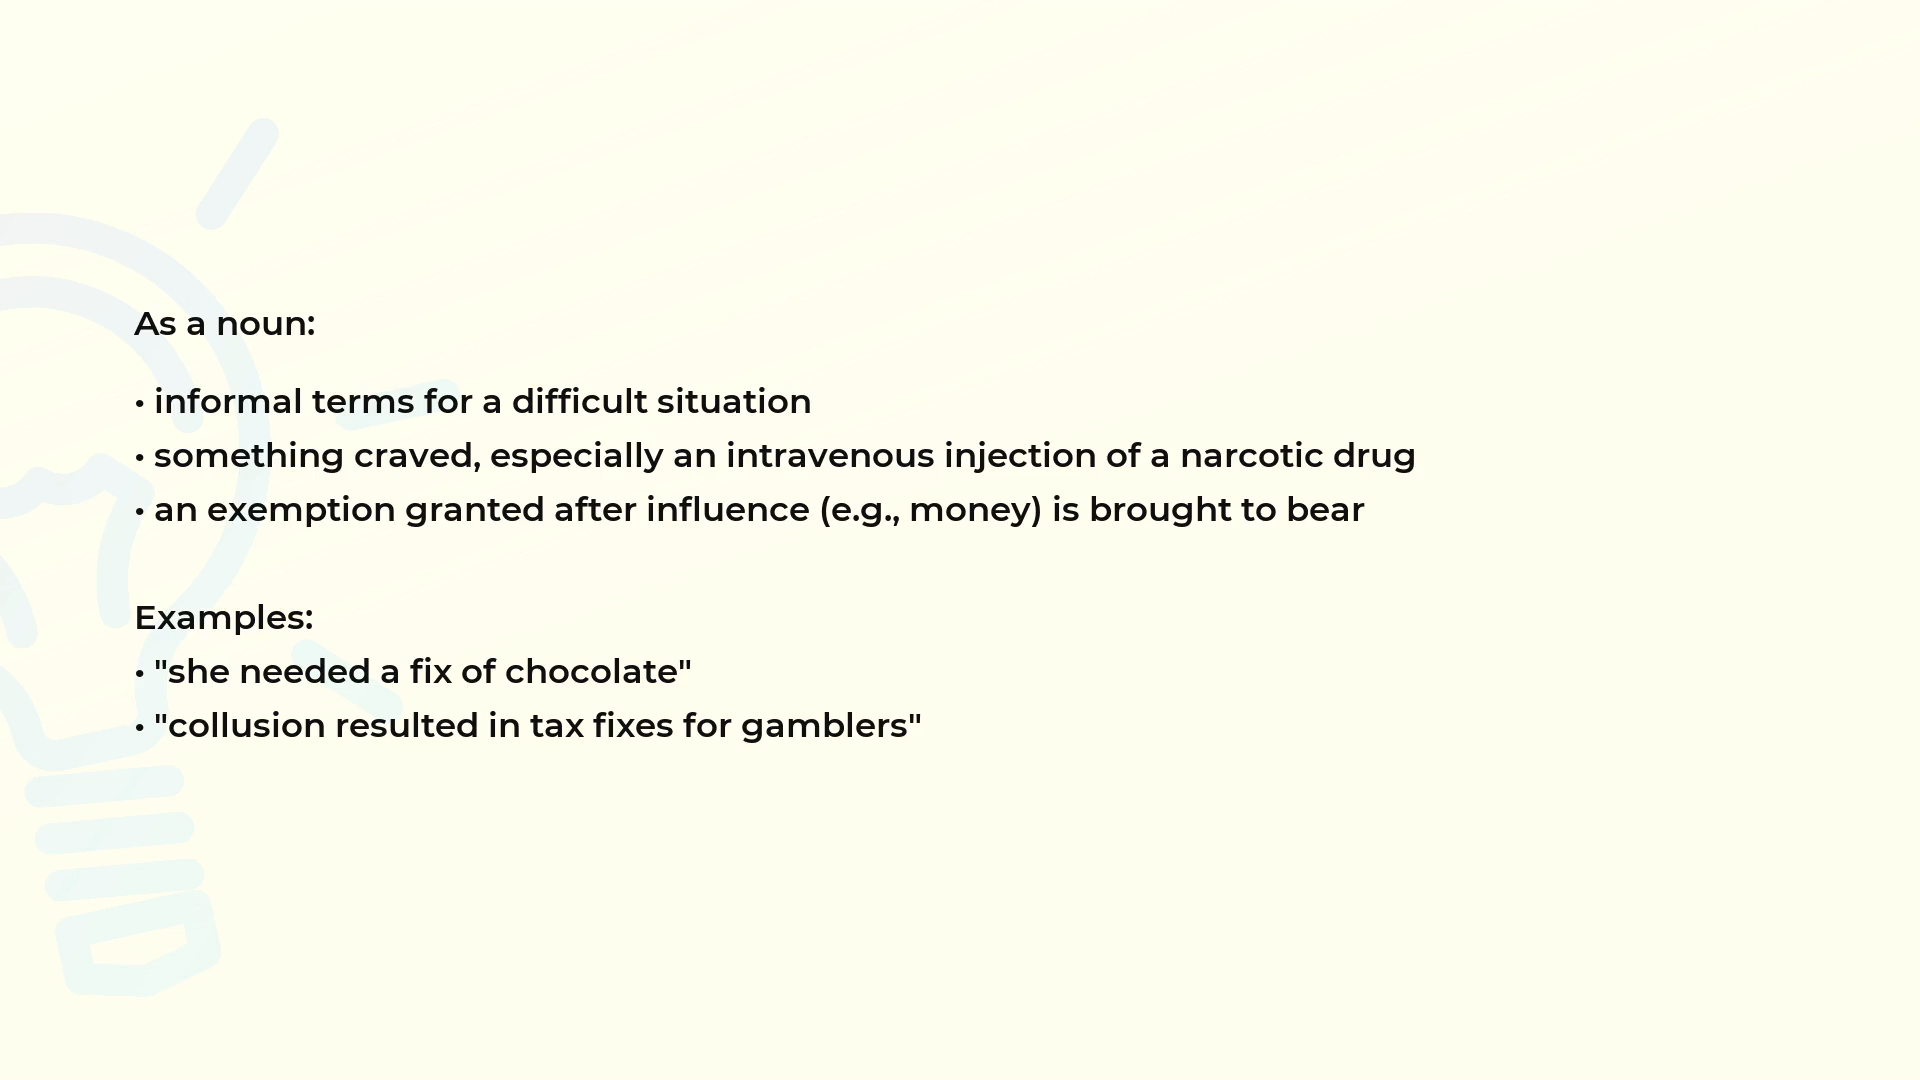 As a noun:
• informal terms for a difficult situation
• something craved, especially an intravenous injection of a narcotic drug
• an exemption granted after influence (e.g., money) is brought to bear
Examples:
• "she needed a fix of chocolate"
• "collusion resulted in tax fixes for gamblers"